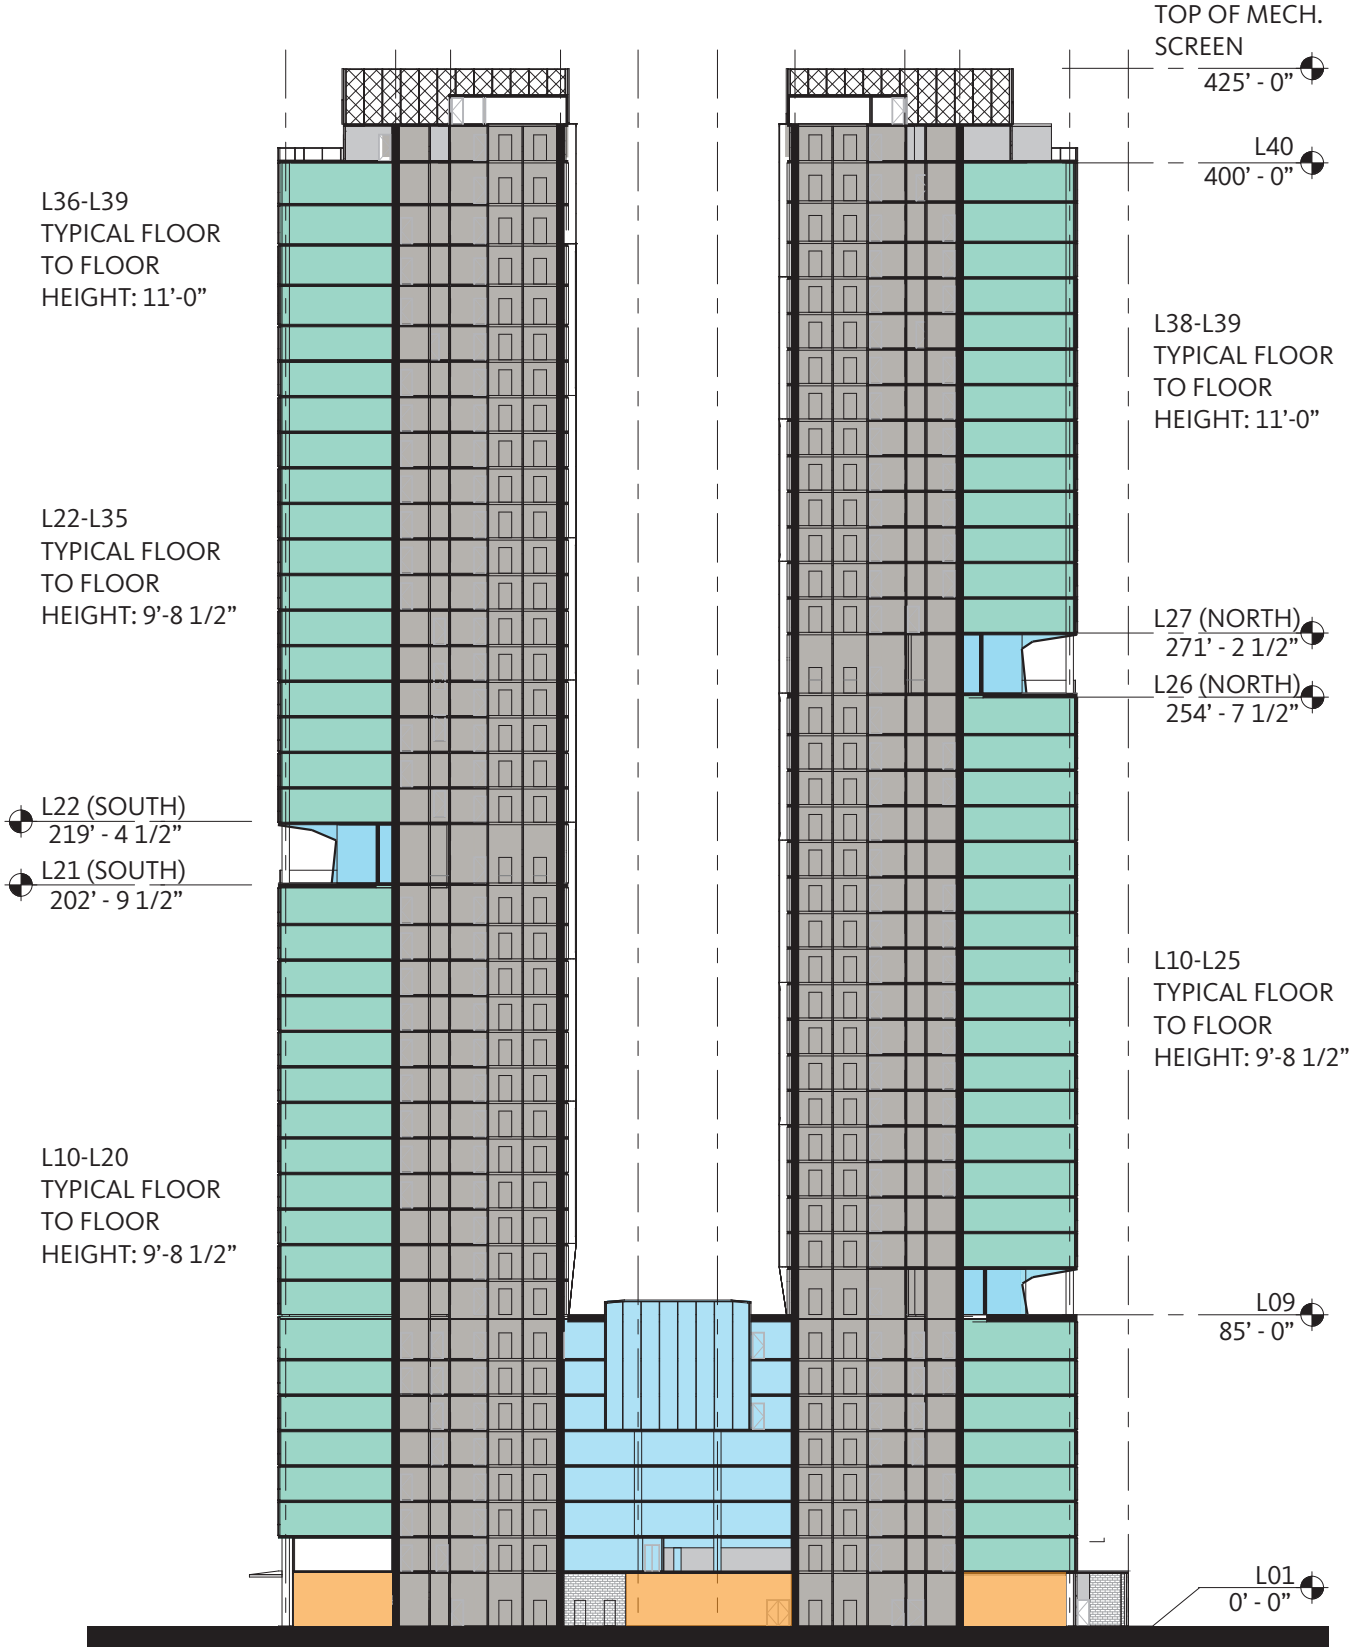 TOP OF MECH.
SCREEN
425' - 0”
L40
400' - 0”
L36-L39
TYPICAL FLOOR
TO FLOOR
HEIGHT: 11’-0”
L38-L39
TYPICAL FLOOR
TO FLOOR
HEIGHT: 11’-0”
L22-L35
TYPICAL FLOOR
TO FLOOR
HEIGHT: 9’-8 1/2”
L27 (NORTH)
271’ - 2 1/2”
L26 (NORTH)
254’ - 7 1/2”
L22 (SOUTH)
219’ - 4 1/2”
L21 (SOUTH)
202’ - 9 1/2”
L10-L25
TYPICAL FLOOR
TO FLOOR
HEIGHT: 9’-8 1/2”
L10-L20
TYPICAL FLOOR
TO FLOOR
HEIGHT: 9’-8 1/2”
L09
85’ - 0”
L01
0’ - 0”